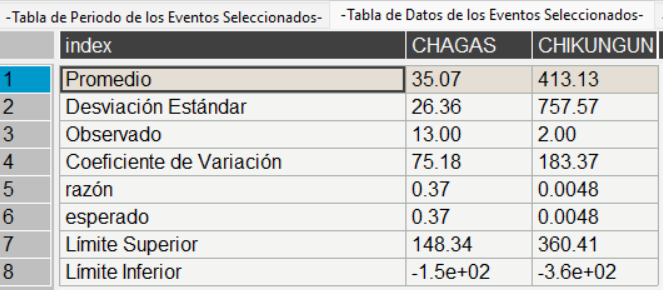 -Tabla de Periodo de los Eventos Seleccionados- -Tabla de Datos de los Eventos Seleccionados-
index CHAGAS CHIKUNGUN
1 Promedio 35.07 413.13
2 Desviación Estándar 26.36 757.57
3 Observado 13.00 2.00
4 Coeficiente de Variación 75.18 183.37
5 razón 0.37 0.0048
6 esperado 0.37 0.0048
7 Límite Superior 148.34 360.41
8 Límite Inferior -1.5e+02 -3.6e+02